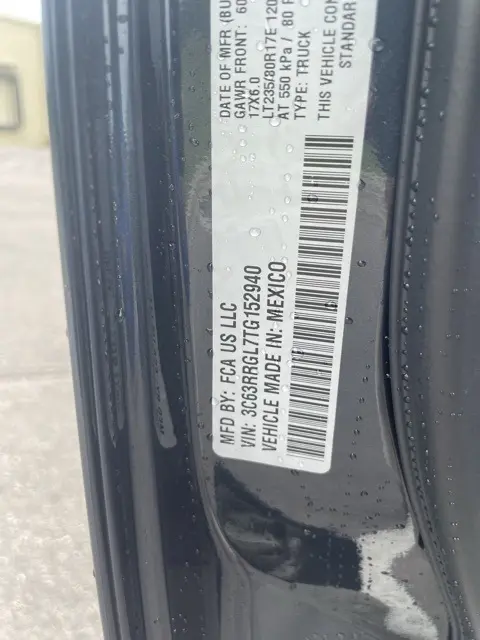 DATE OF MFR (BU
GAWR FRONT: 60
17X6.0
LT235/80R17E 120
AT 550 kPa / 80 P
TYPE: TRUCK
THIS VEHICLE CON
STANDAR
MFD BY: FCA US LLC
VIN: 3C63RRGL7TG152940
VEHICLE MADE IN: MEXICO